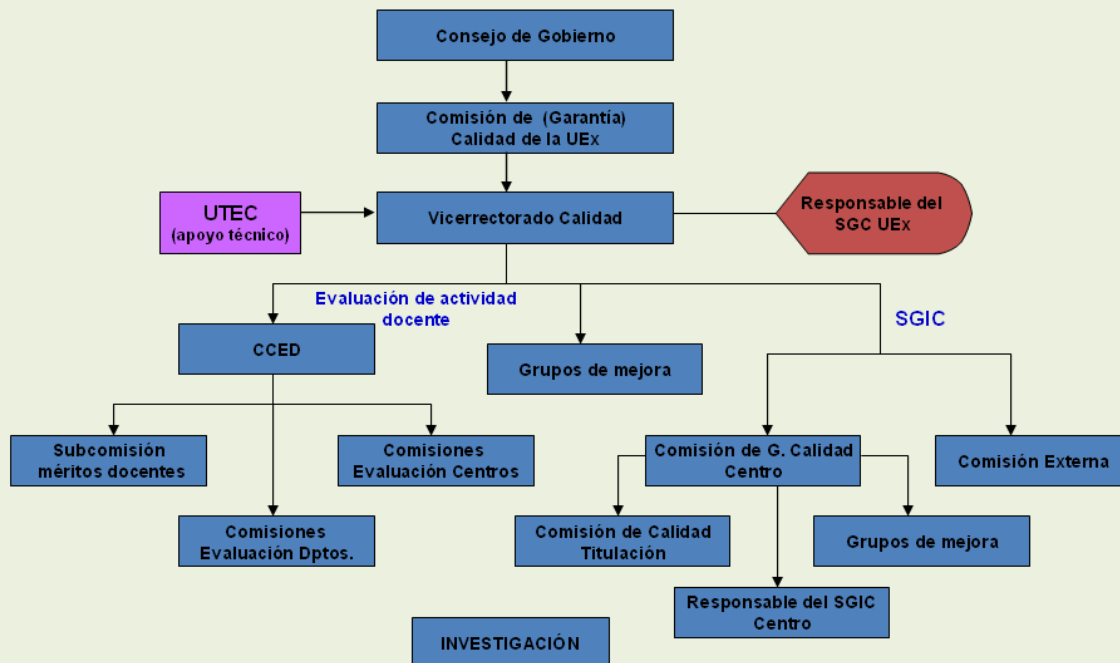 Consejo de Gobierno
Comisión de (Garantía)
Calidad de la UEx
UTEC
(apoyo técnico)
Vicerrectorado Calidad
Responsable del
SGC UEx
Evaluación de actividad
docente
SGIC
CCED
Grupos de mejora
Subcomisión
méritos docentes
Comisiones
Evaluación Centros
Comisión de G. Calidad
Centro
Comisión Externa
Comisiones
Evaluación Dptos.
Comisión de Calidad
Titulación
Grupos de mejora
Responsable del SGIC
Centro
INVESTIGACIÓN